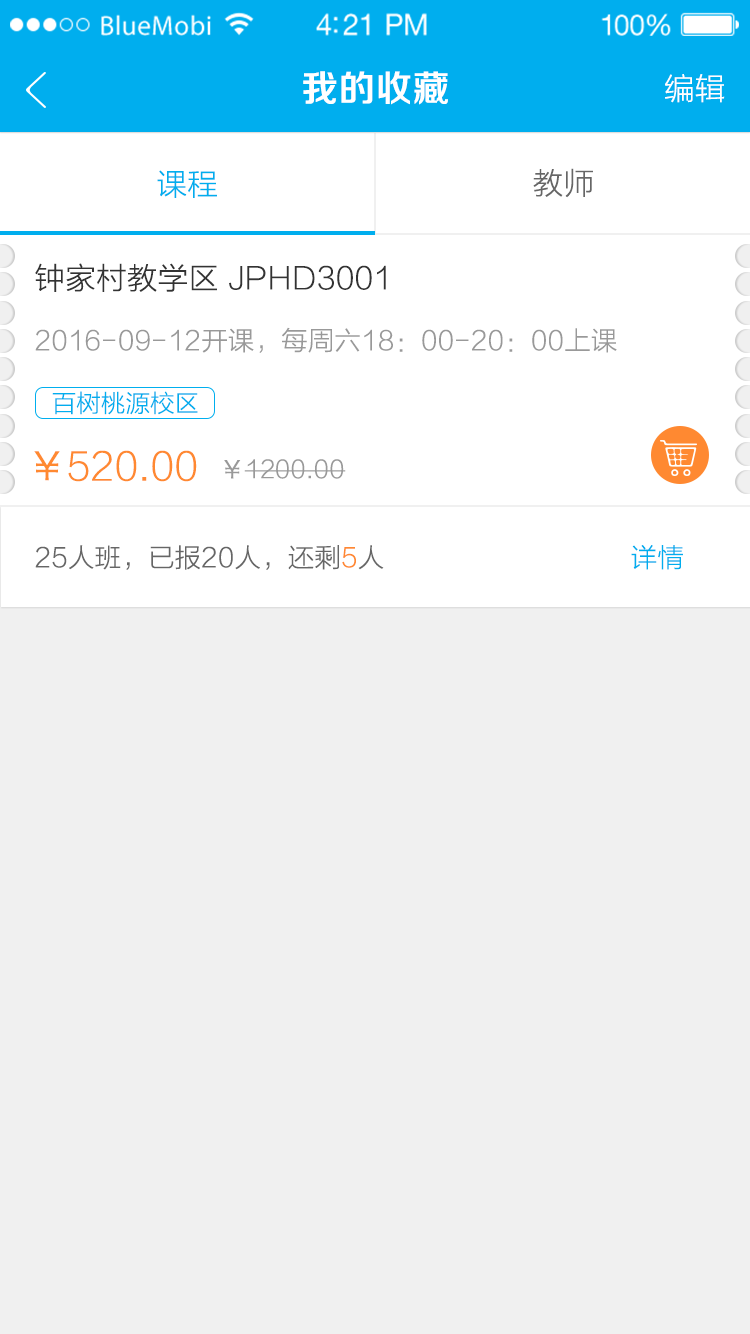 BlueMobi 4:21 PM 100%
我的收藏 编辑
课程 教师
钟家村教学区 JPHD3001
2016-09-12开课，每周六18：00-20：00上课
百树桃源校区
￥520.00 ￥1200.00
25人班，已报20人，还剩5人 详情